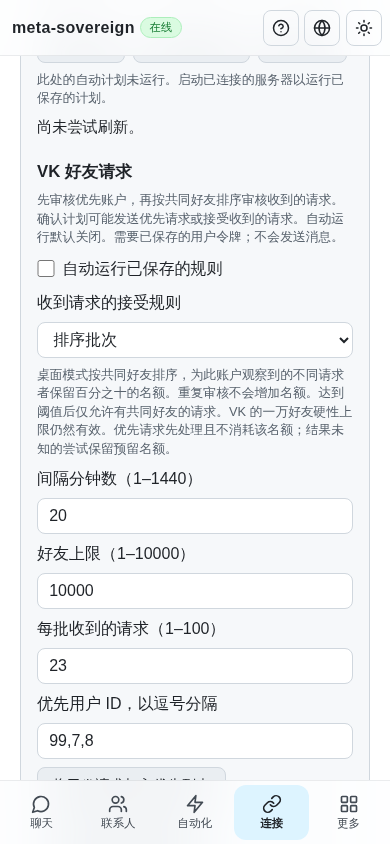 meta-sovereign 在线
此处的自动计划未运行。启动已连接的服务器以运行已
保存的计划。
尚未尝试刷新。
VK 好友请求
先审核优先账户，再按共同好友排序审核收到的请求。
确认计划可能发送优先请求或接受收到的请求。自动运
行默认关闭。需要已保存的用户令牌；不会发送消息。
自动运行已保存的规则
收到请求的接受规则
排序批次
桌面模式按共同好友排序，为此账户观察到的不同请求
者保留百分之十的名额。重复审核不会增加名额。达到
阈值后仅允许有共同好友的请求。VK 的一万好友硬性上
限仍然有效。优先请求先处理且不消耗该名额；结果未
知的尝试保留预留名额。
间隔分钟数（1–1440）
20
好友上限（1–10000）
10000
每批收到的请求（1–100）
23
优先用户 ID，以逗号分隔
99,7,8
聊天 联系人 自动化 连接 更多